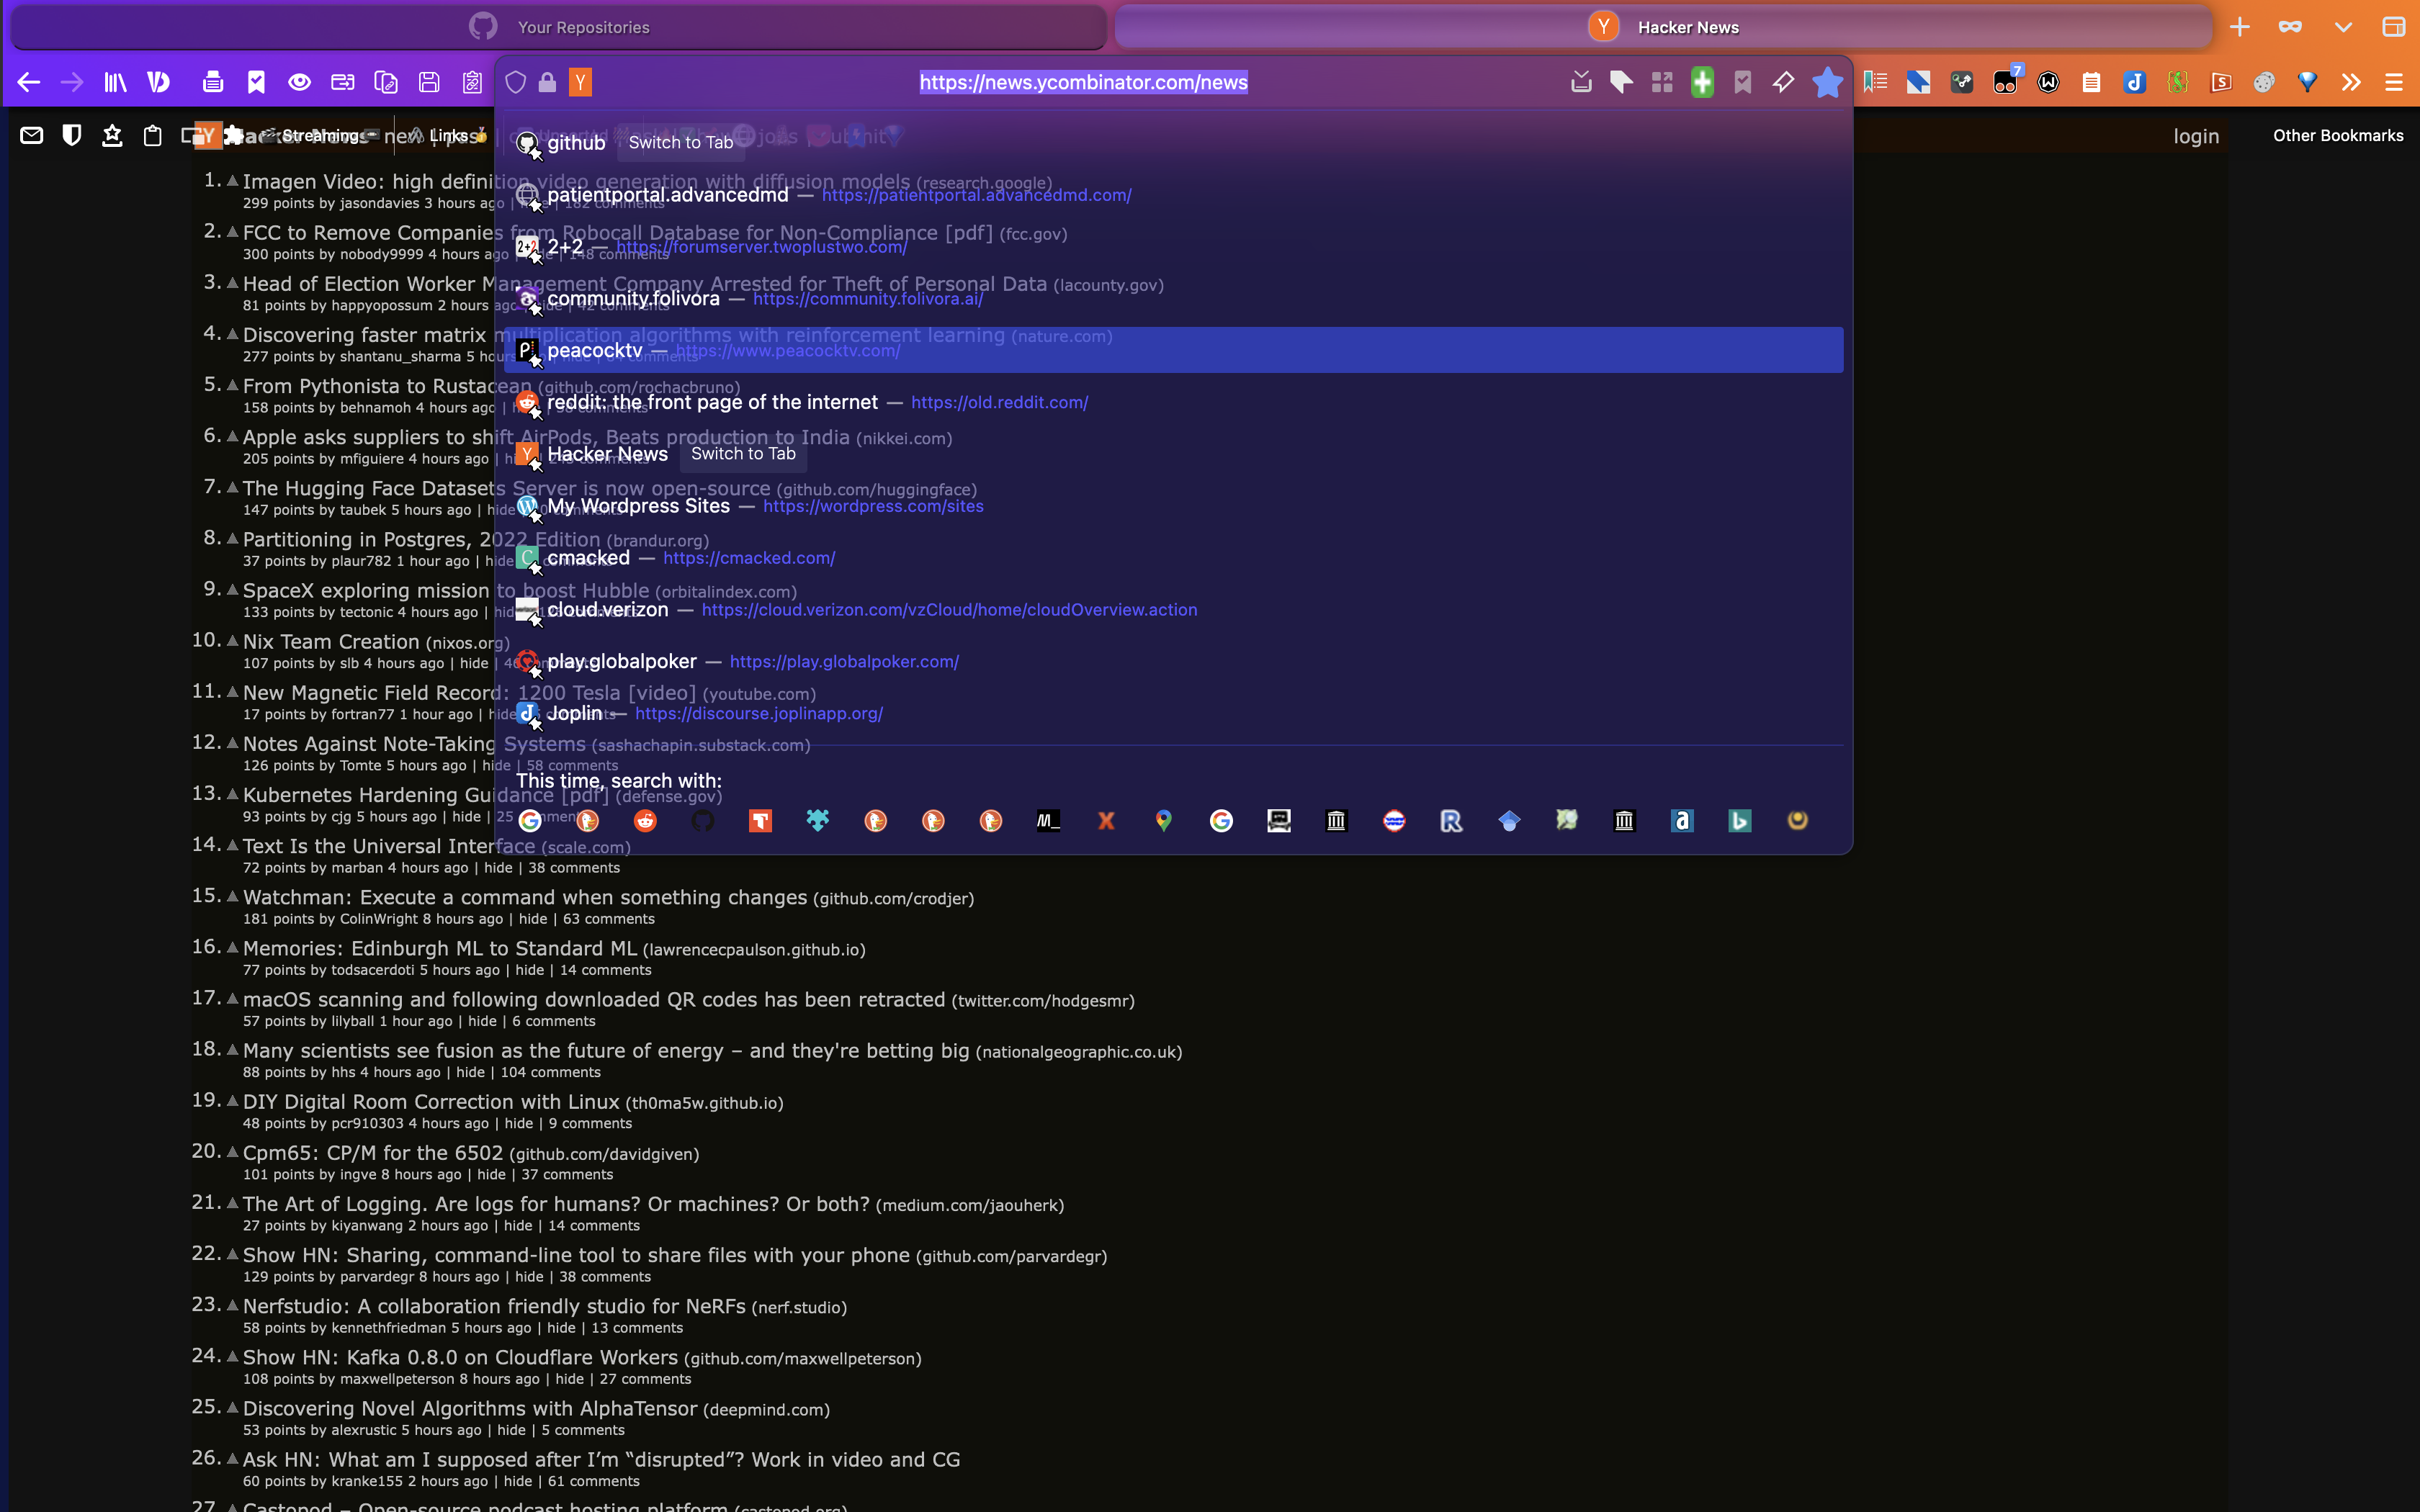 Your Repositories
Hacker News
https://news.ycombinator.com/news
7
Streaming
Links
login
Other Bookmarks
github Switch to Tab
patientportal.advancedmd — https://patientportal.advancedmd.com/
2+2 — https://forumserver.twoplustwo.com/
community.folivora — https://community.folivora.ai/
peacocktv — https://www.peacocktv.com/
reddit: the front page of the internet — https://old.reddit.com/
Hacker News Switch to Tab
My Wordpress Sites — https://wordpress.com/sites
cmacked — https://cmacked.com/
cloud.verizon — https://cloud.verizon.com/vzCloud/home/cloudOverview.action
play.globalpoker — https://play.globalpoker.com/
Joplin — https://discourse.joplinapp.org/
This time, search with:
1. Imagen Video: high definition video generation with diffusion models (research.google)
299 points by jasondavies 3 hours ago | hide | 182 comments
2. FCC to Remove Companies from Robocall Database for Non-Compliance [pdf] (fcc.gov)
300 points by nobody9999 4 hours ago | hide | 148 comments
3. Head of Election Worker Management Company Arrested for Theft of Personal Data (lacounty.gov)
81 points by happyopossum 2 hours ago | hide | 42 comments
4. Discovering faster matrix multiplication algorithms with reinforcement learning (nature.com)
277 points by shantanu_sharma 5 hours comments
5. From Pythonista to Rustacean (github.com/rochacbruno)
158 points by behnamoh 4 hours ago | comments
6. Apple asks suppliers to shift AirPods, Beats production to India (nikkei.com)
205 points by mfiguiere 4 hours ago | comments
7. The Hugging Face Datasets Server is now open-source (github.com/huggingface)
147 points by taubek 5 hours ago | hide comments
8. Partitioning in Postgres, 2022 Edition (brandur.org)
37 points by plaur782 1 hour ago | hide comments
9. SpaceX exploring mission to boost Hubble (orbitalindex.com)
133 points by tectonic 4 hours ago | hide comments
10. Nix Team Creation (nixos.org)
107 points by slb 4 hours ago | hide | comments
11. New Magnetic Field Record: 1200 Tesla [video] (youtube.com)
17 points by fortran77 1 hour ago | hide comments
12. Notes Against Note-Taking Systems (sashachapin.substack.com)
126 points by Tomte 5 hours ago | hide | 58 comments
13. Kubernetes Hardening Guidance [pdf] (defense.gov)
93 points by cjg 5 hours ago | hide | 25 comments
14. Text Is the Universal Interface (scale.com)
72 points by marban 4 hours ago | hide | 38 comments
15. Watchman: Execute a command when something changes (github.com/crodjer)
181 points by ColinWright 8 hours ago | hide | 63 comments
16. Memories: Edinburgh ML to Standard ML (lawrencecpaulson.github.io)
77 points by todsacerdoti 5 hours ago | hide | 14 comments
17. macOS scanning and following downloaded QR codes has been retracted (twitter.com/hodgesmr)
57 points by lilyball 1 hour ago | hide | 6 comments
18. Many scientists see fusion as the future of energy – and they're betting big (nationalgeographic.co.uk)
88 points by hhs 4 hours ago | hide | 104 comments
19. DIY Digital Room Correction with Linux (th0ma5w.github.io)
48 points by pcr910303 4 hours ago | hide | 9 comments
20. Cpm65: CP/M for the 6502 (github.com/davidgiven)
101 points by ingve 8 hours ago | hide | 37 comments
21. The Art of Logging. Are logs for humans? Or machines? Or both? (medium.com/jaouherk)
27 points by kiyanwang 2 hours ago | hide | 14 comments
22. Show HN: Sharing, command-line tool to share files with your phone (github.com/parvardegr)
129 points by parvardegr 8 hours ago | hide | 38 comments
23. Nerfstudio: A collaboration friendly studio for NeRFs (nerf.studio)
58 points by kennethfriedman 5 hours ago | hide | 13 comments
24. Show HN: Kafka 0.8.0 on Cloudflare Workers (github.com/maxwellpeterson)
108 points by maxwellpeterson 8 hours ago | hide | 27 comments
25. Discovering Novel Algorithms with AlphaTensor (deepmind.com)
53 points by alexrustic 5 hours ago | hide | 5 comments
26. Ask HN: What am I supposed after I’m “disrupted”? Work in video and CG
60 points by kranke155 2 hours ago | hide | 61 comments
27. Castopod – Open-source podcast hosting platform (castopod.org)